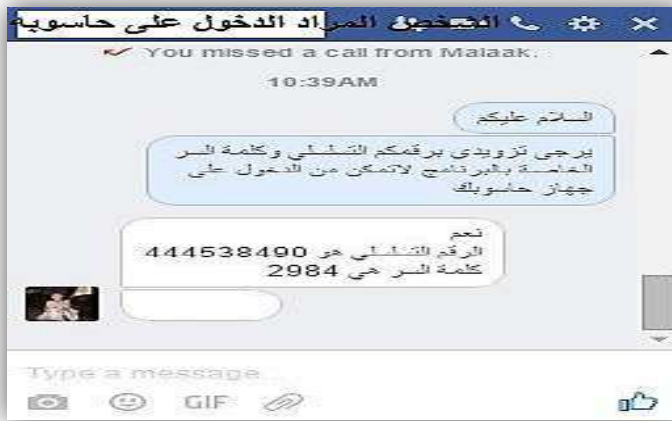 الشخص المراد الدخول على حاسوبه
You missed a call from Malaak.
10:39AM
السلام عليكم
يرجى تزويدي برقمكم التسلسلي وكلمة السر
الخاصة بالبرنامج لاتمكن من الدخول على
جهاز حاسوبك
نعم
الرقم التسلسلي هو 444538490
كلمة السر هي 2984
Type a message...
GIF